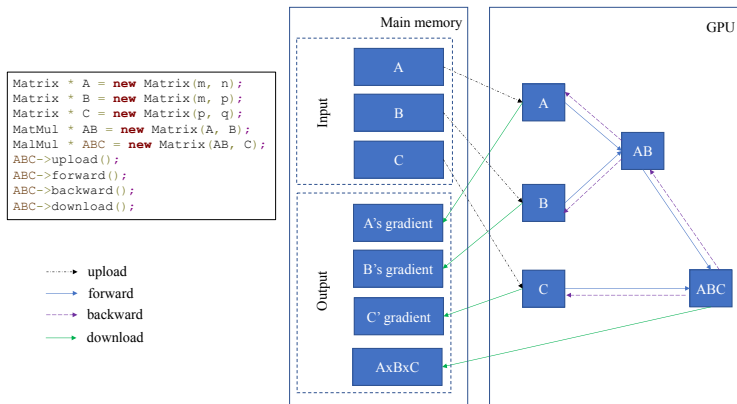 Matrix * A = new Matrix(m, n);
Matrix * B = new Matrix(m, p);
Matrix * C = new Matrix(p, q);
MatMul * AB = new Matrix(A, B);
MalMul * ABC = new Matrix(AB, C);
ABC->upload();
ABC->forward();
ABC->backward();
ABC->download();
upload
forward
backward
download
Main memory
Input
A
B
C
Output
A's gradient
B's gradient
C' gradient
AxBxC
GPU
A
B
C
AB
ABC